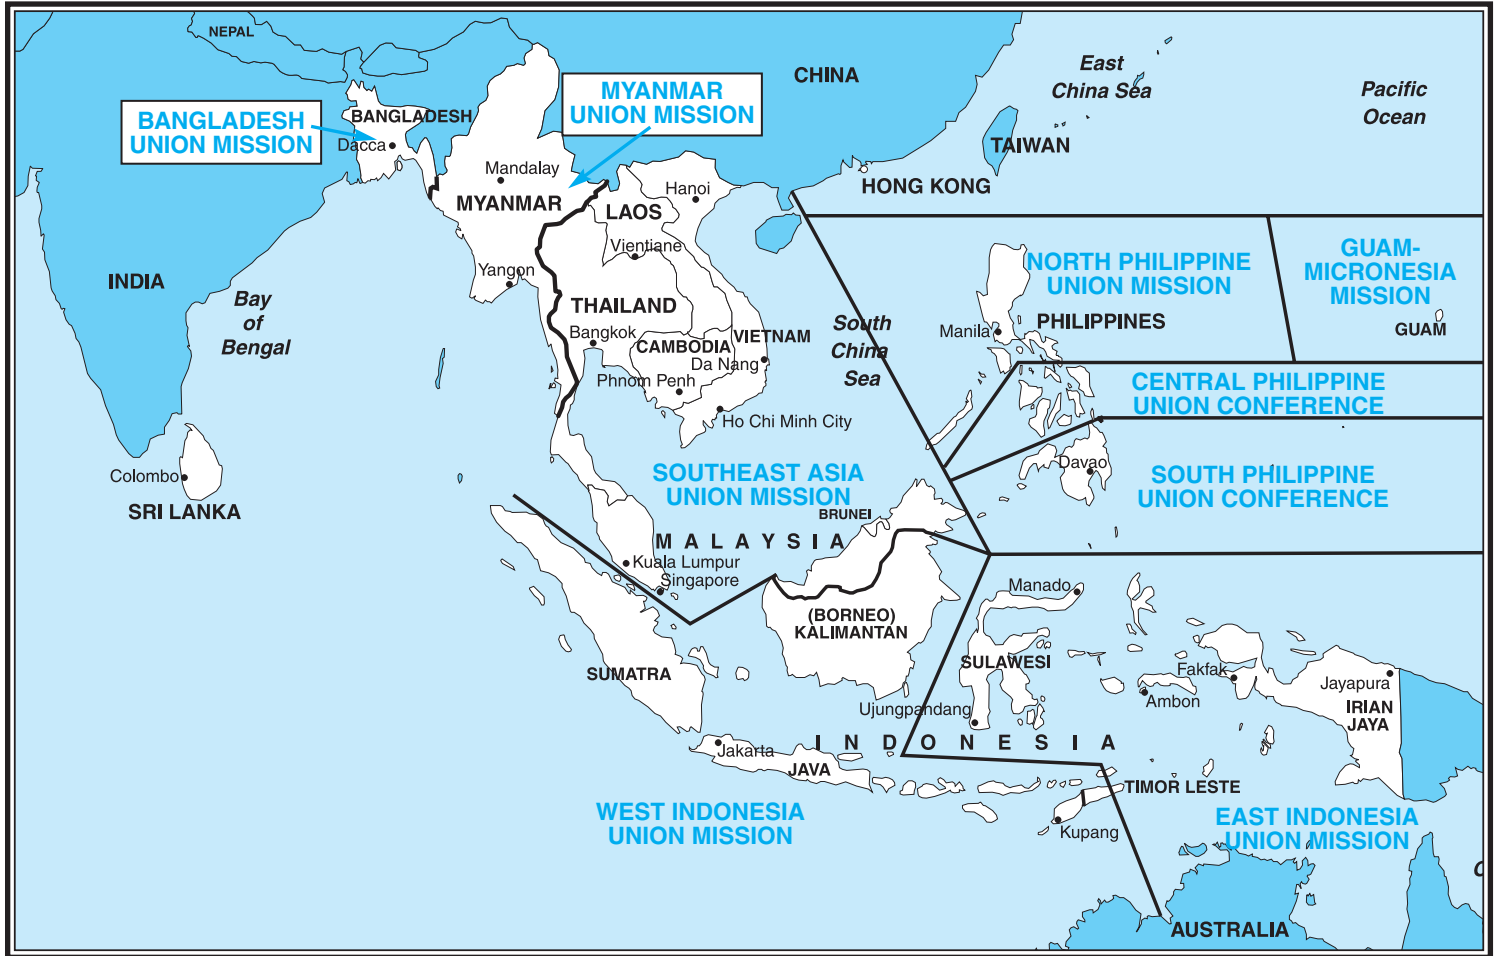 NEPAL
CHINA
East
China Sea
Pacific
Ocean
MYANMAR
UNION MISSION
BANGLADESH
UNION MISSION
BANGLADESH
Dacca
TAIWAN
HONG KONG
Mandalay
MYANMAR
Hanoi
LAOS
Vientiane
Yangon
INDIA
Bay
of
Bengal
THAILAND
Bangkok
CAMBODIA
VIETNAM
Da Nang
Phnom Penh
Ho Chi Minh City
South
China
Sea
NORTH PHILIPPINE
UNION MISSION
PHILIPPINES
Manila
GUAM-
MICRONESIA
MISSION
GUAM
CENTRAL PHILIPPINE
UNION CONFERENCE
SOUTH PHILIPPINE
UNION CONFERENCE
Davao
Colombo
SRI LANKA
SOUTHEAST ASIA
UNION MISSION
BRUNEI
MALAYSIA
Kuala Lumpur
Singapore
(BORNEO)
KALIMANTAN
Manado
SUMATRA
SULAWESI
Fakfak
Ambon
Jayapura
IRIAN
JAYA
Ujungpandang
INDONESIA
Jakarta
JAVA
TIMOR LESTE
Kupang
WEST INDONESIA
UNION MISSION
EAST INDONESIA
UNION MISSION
AUSTRALIA